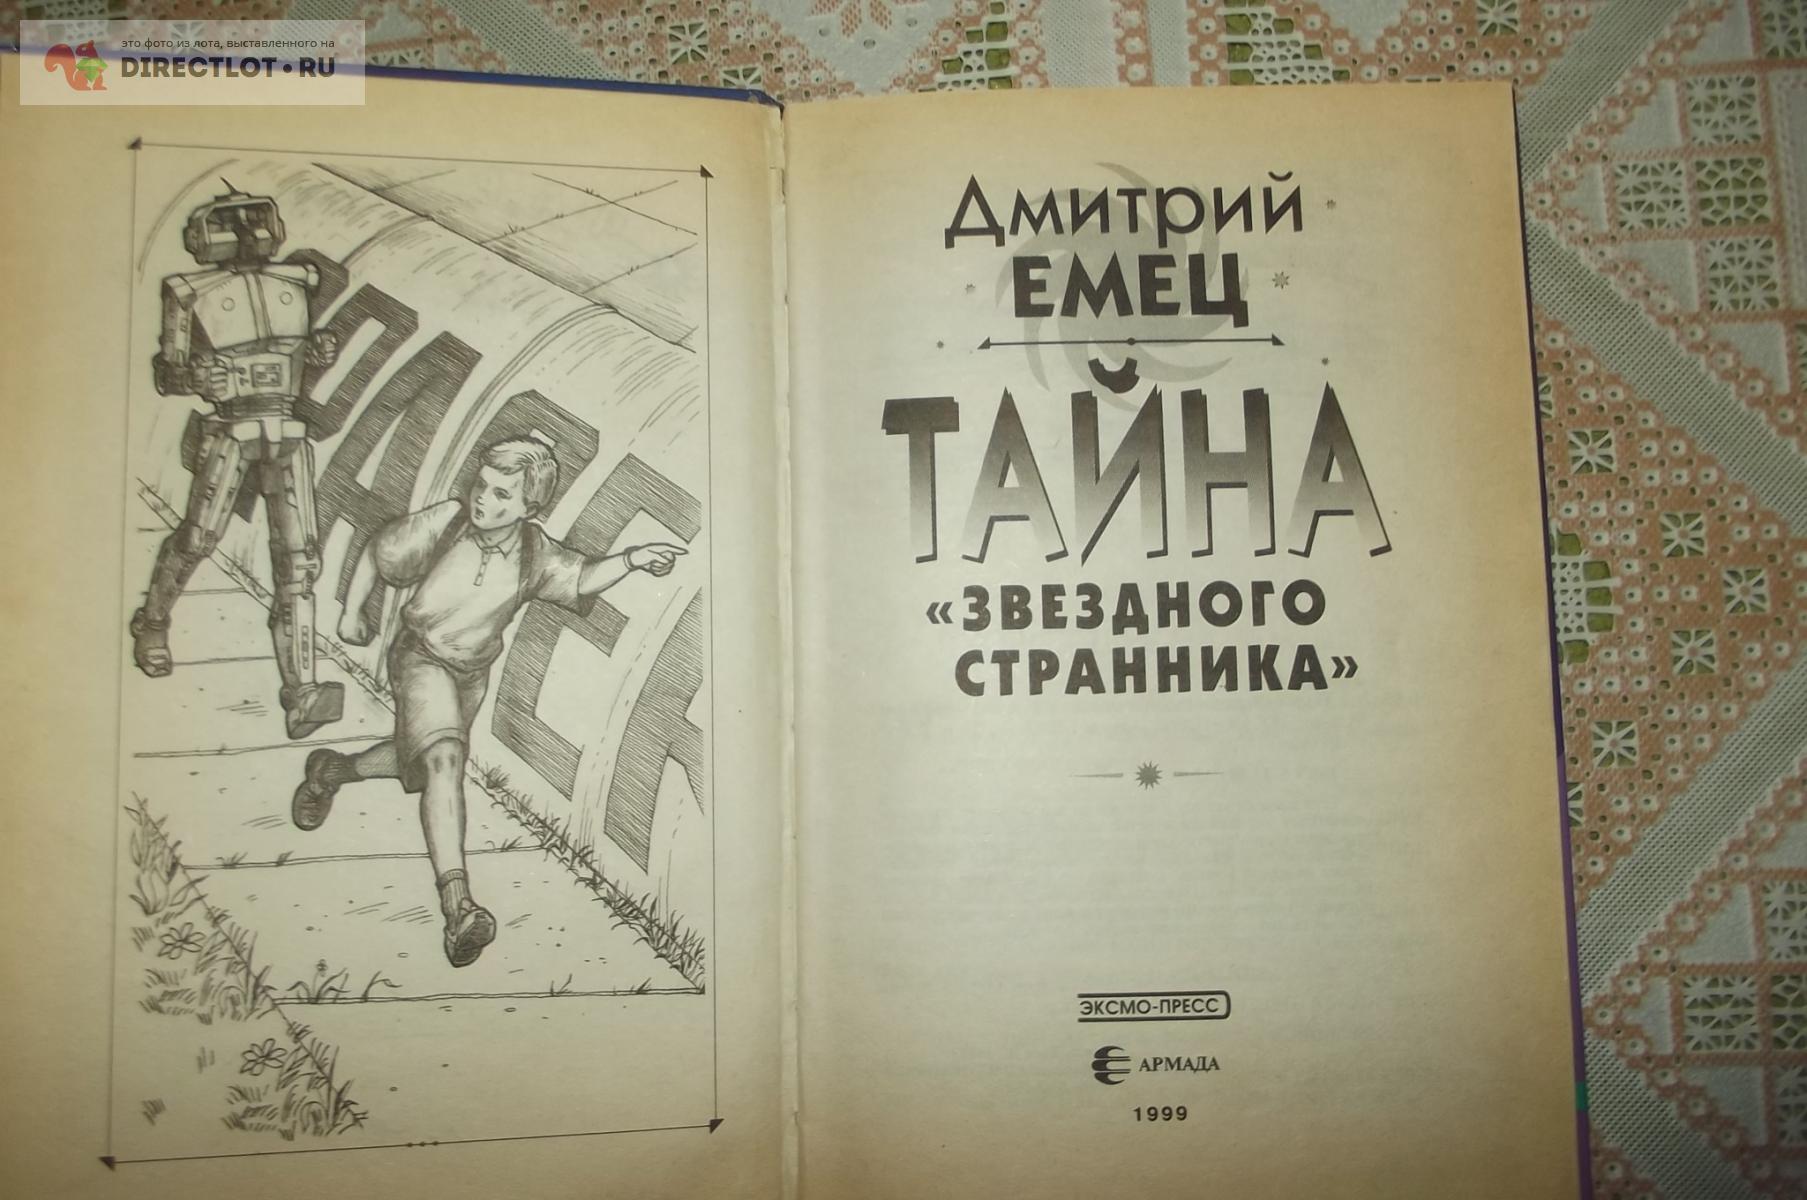 это фото из лота, выставленного на
DIRECTLOT.RU
Дмитрий
ЕМЕЦ
ТАЙНА
«ЗВЕЗДНОГО
СТРАННИКА»
ЭКСМО-ПРЕСС
АРМАДА
1999